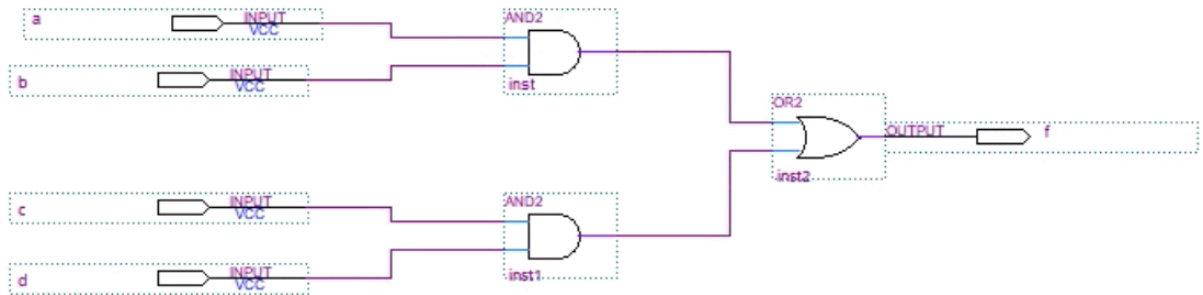 a
INPUT
VCC
b
INPUT
VCC
AND2
inst
OR2
inst2
OUTPUT
f
c
INPUT
VCC
d
INPUT
VCC
AND2
inst1